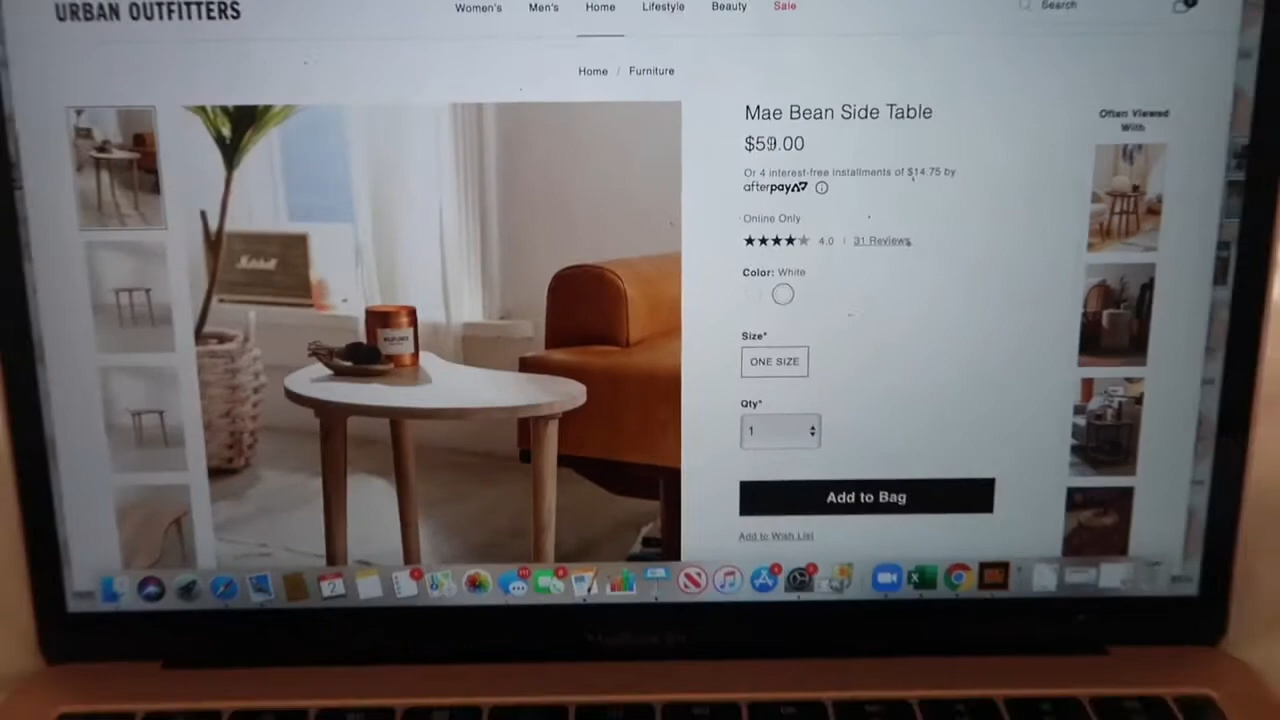 URBAN OUTFITTERS
Women's Men's Home Lifestyle Beauty Sale
Search
Home / Furniture
Mae Bean Side Table
$59.00
Or 4 interest-free installments of $14.75 by
afterpay
Online Only
4.0 | 31 Reviews
Color: White
Size*
ONE SIZE
Qty*
1
Add to Bag
Add to Wish List
Often Viewed
With
Marshall
2